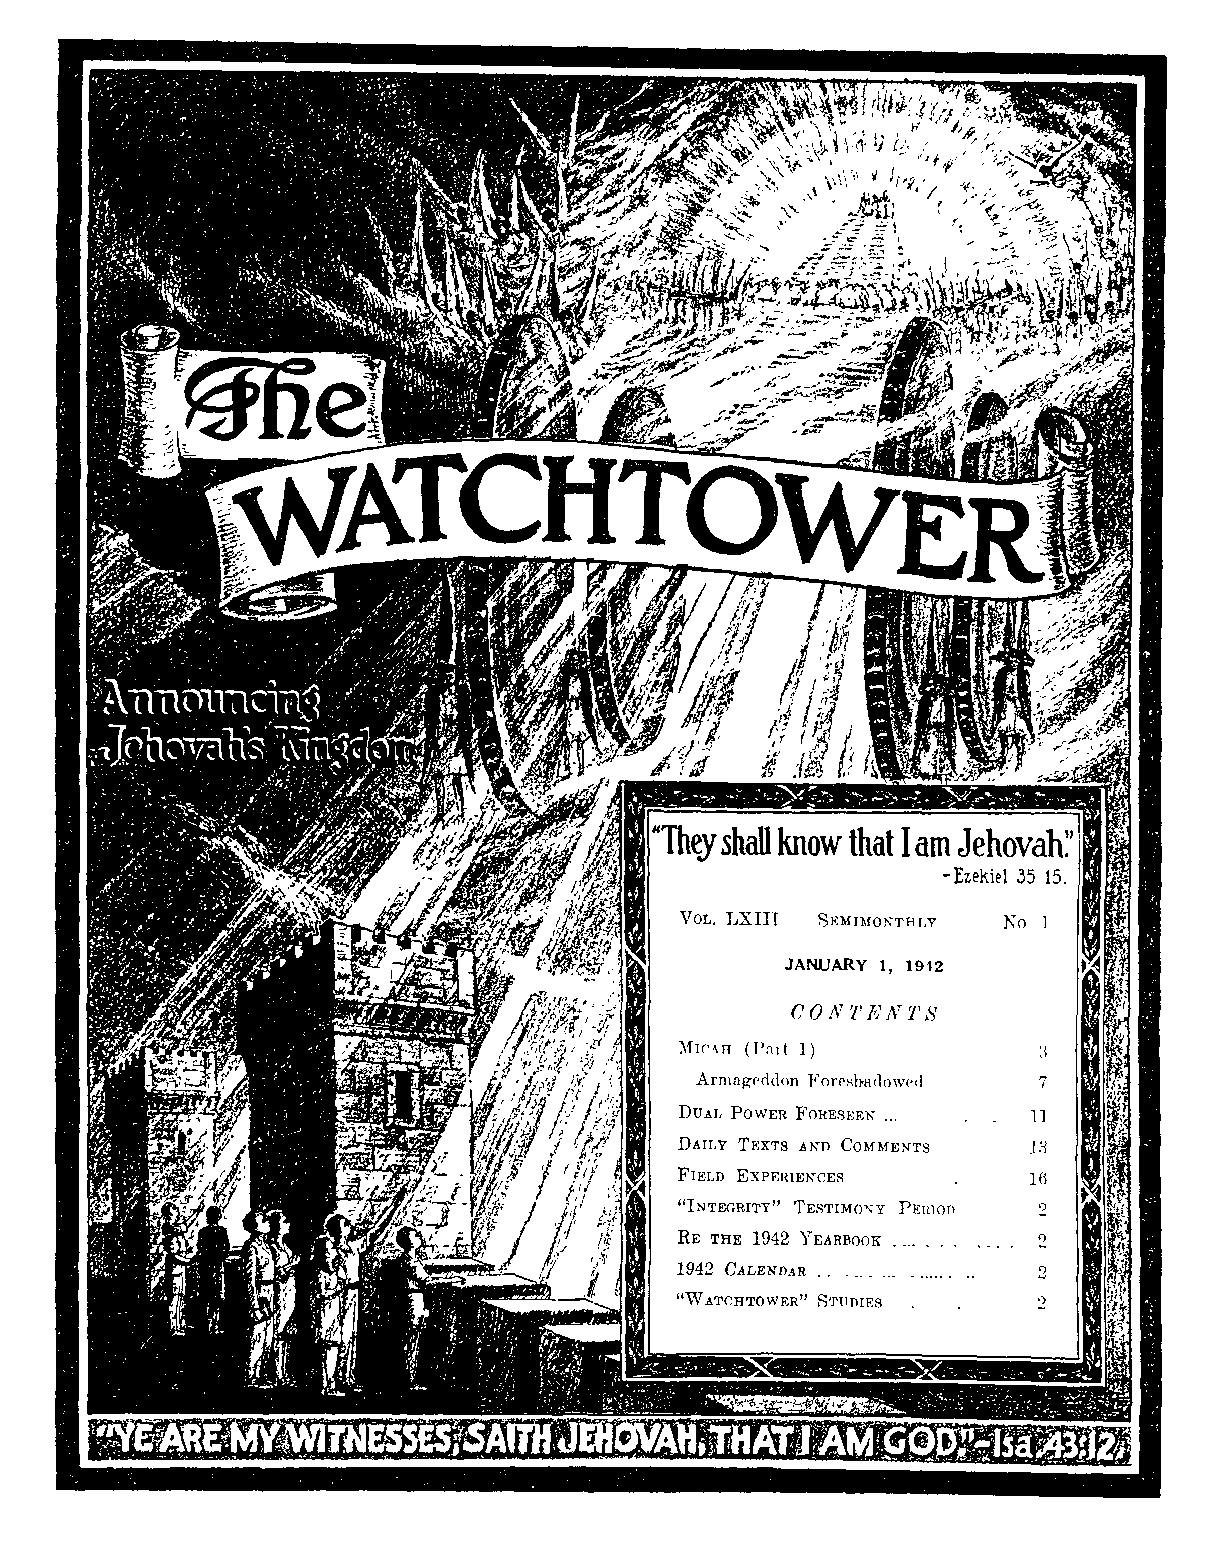 The
WATCHTOWER
Announcing
Jehovah's Kingdom
"They shall know that I am Jehovah."
-Ezekiel 35 15.
VOL. LXIII SEMIMONTHLY No 1
JANUARY 1, 1942
CONTENTS
MICAH (Part 1) 3
Armageddon Foreshadowed 7
DUAL POWER FORESEEN ... . . 11
DAILY TEXTS AND COMMENTS 13
FIELD EXPERIENCES . 16
"INTEGRITY" TESTIMONY PERIOD 2
RE THE 1942 YEARBOOK ... . . . .... 2
1942 CALENDAR .. .. ... ...... .. 2
"WATCHTOWER" STUDIES . . 2
"YE ARE MY WITNESSES, SAITH JEHOVAH, THAT I AM GOD."-Isa. 43:12